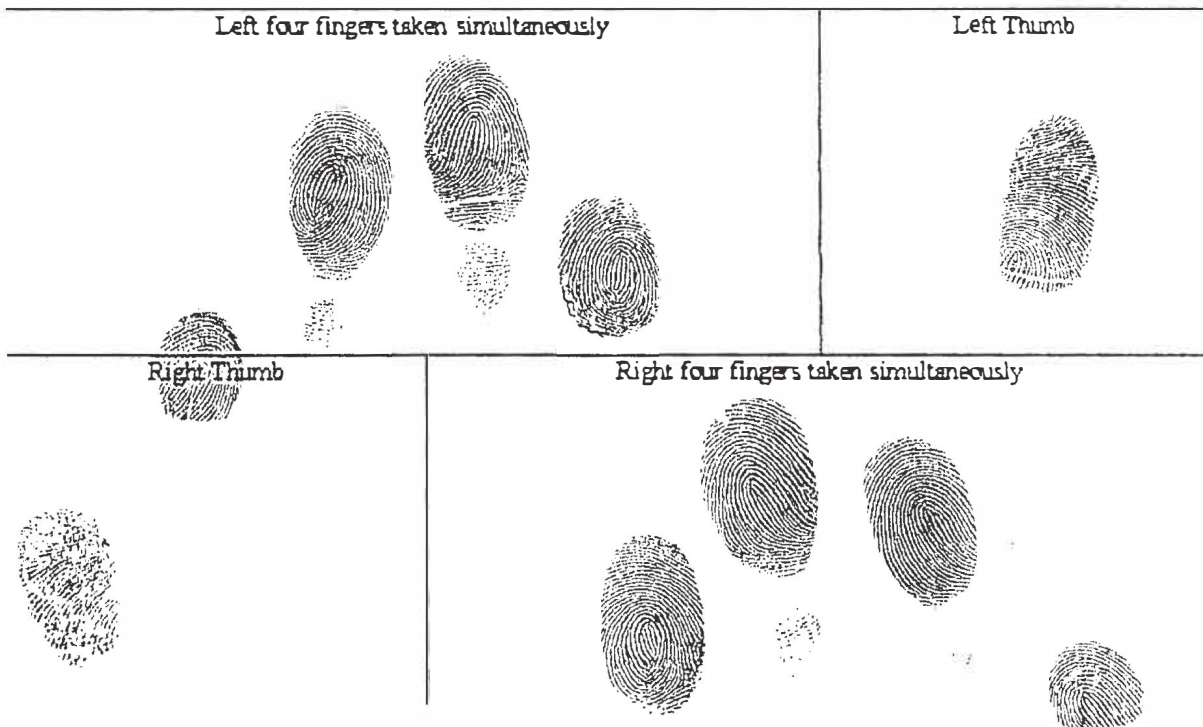 Left four fingers taken simultaneously
Left Thumb
Right Thumb
Right four fingers taken simultaneously